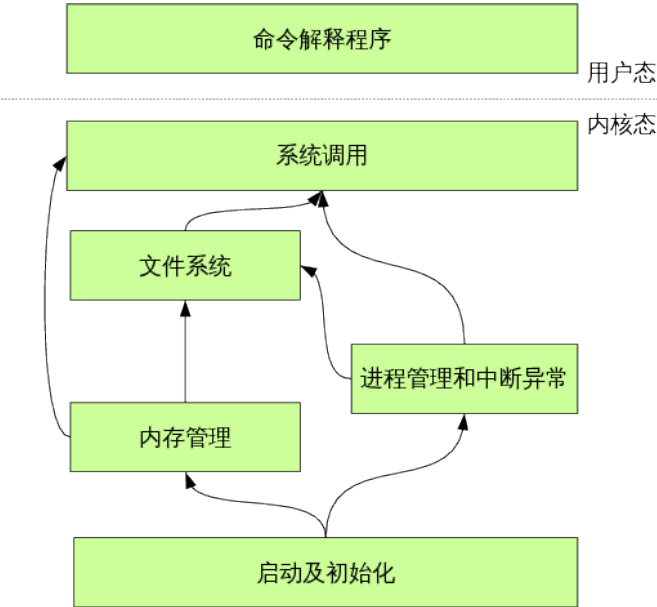 命令解释程序
用户态
内核态
系统调用
文件系统
进程管理和中断异常
内存管理
启动及初始化